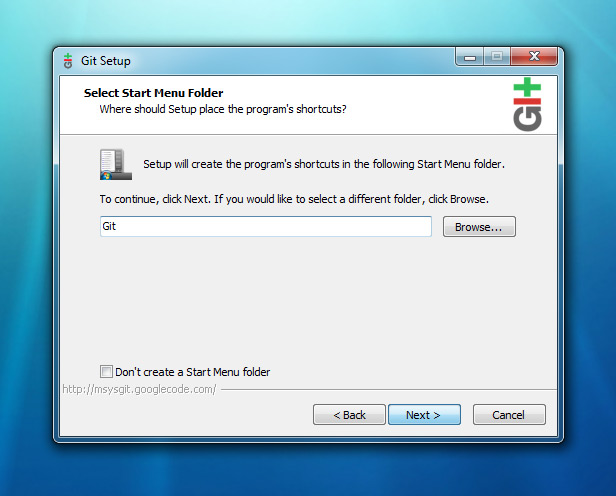 Git Setup
Select Start Menu Folder
Where should Setup place the program's shortcuts?
Git
Setup will create the program's shortcuts in the following Start Menu folder.
To continue, click Next. If you would like to select a different folder, click Browse.
Git
Browse...
Don't create a Start Menu folder
http://msysgit.googlecode.com/
< Back
Next >
Cancel